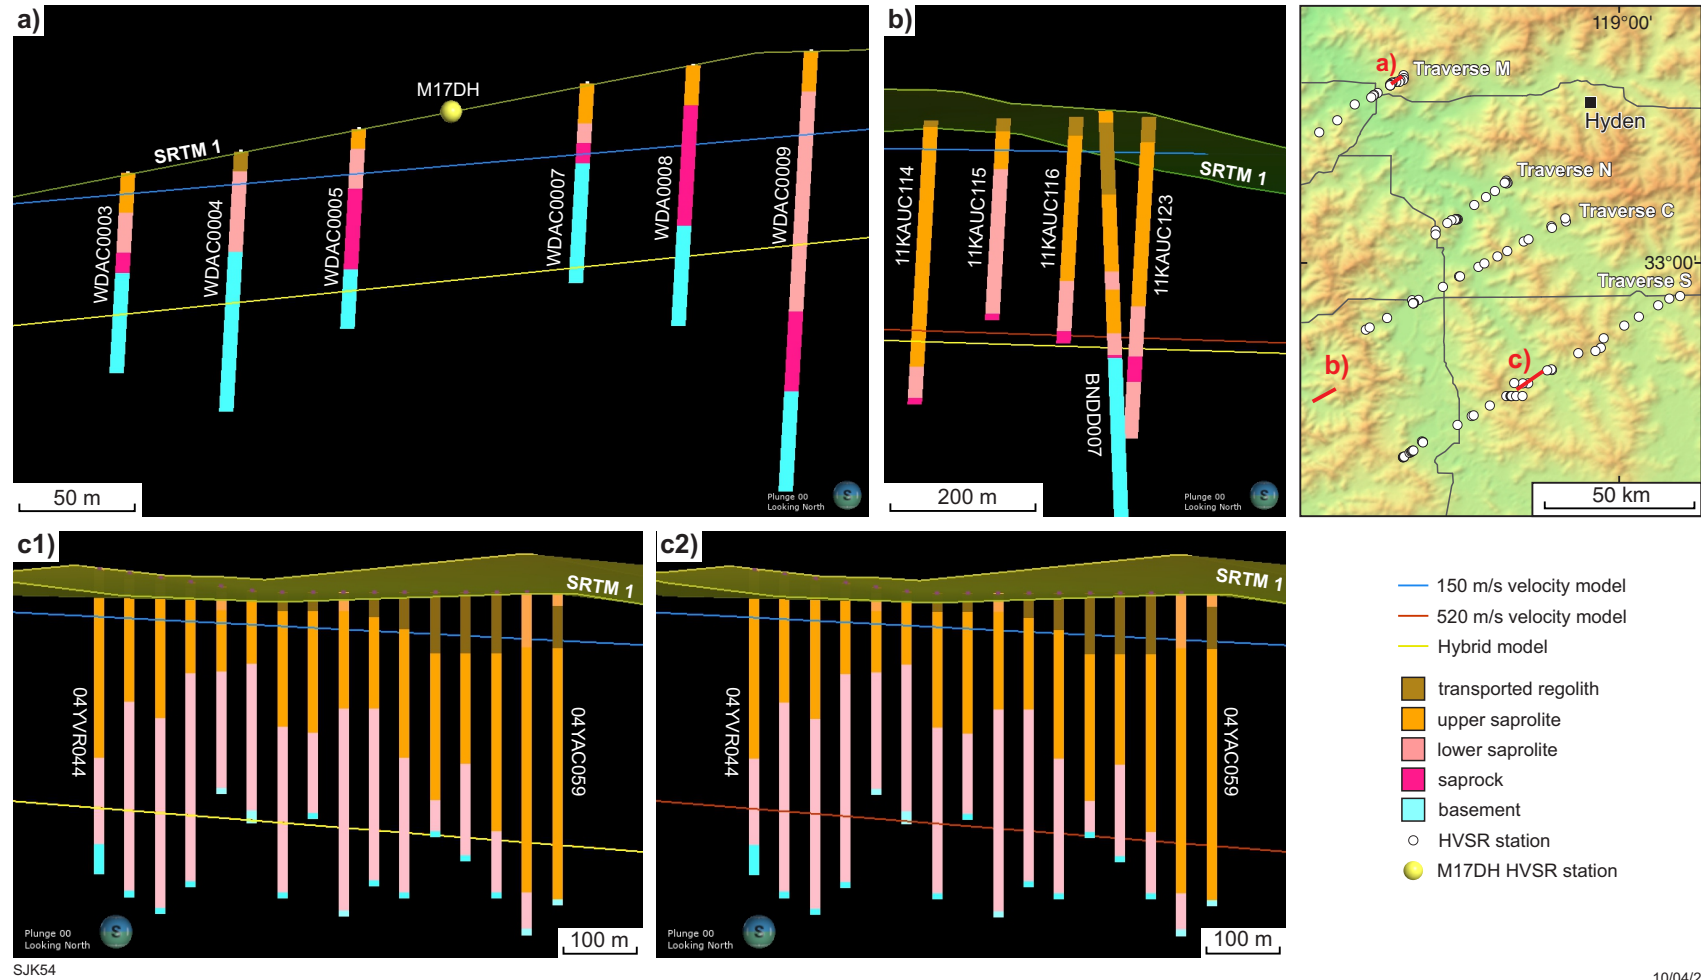 a)
M17DH
SRTM 1
WDAC0003
WDAC0004
WDAC0005
WDAC0007
WDA0008
WDAC0009
50 m
Plunge 00
Looking North
b)
SRTM 1
11KAUC114
11KAUC115
11KAUC116
11KAUC123
BNDD007
200 m
Plunge 00
Looking North
119°00'
a)
Traverse M
Hyden
Traverse N
Traverse C
33°00'
Traverse S
b)
c)
50 km
c1)
SRTM 1
04YVR044
04YAC059
Plunge 00
Looking North
100 m
c2)
SRTM 1
04YVR044
04YAC059
Plunge 00
Looking North
100 m
150 m/s velocity model
520 m/s velocity model
Hybrid model
transported regolith
upper saprolite
lower saprolite
saprock
basement
HVSR station
M17DH HVSR station
SJK54
10/04/2